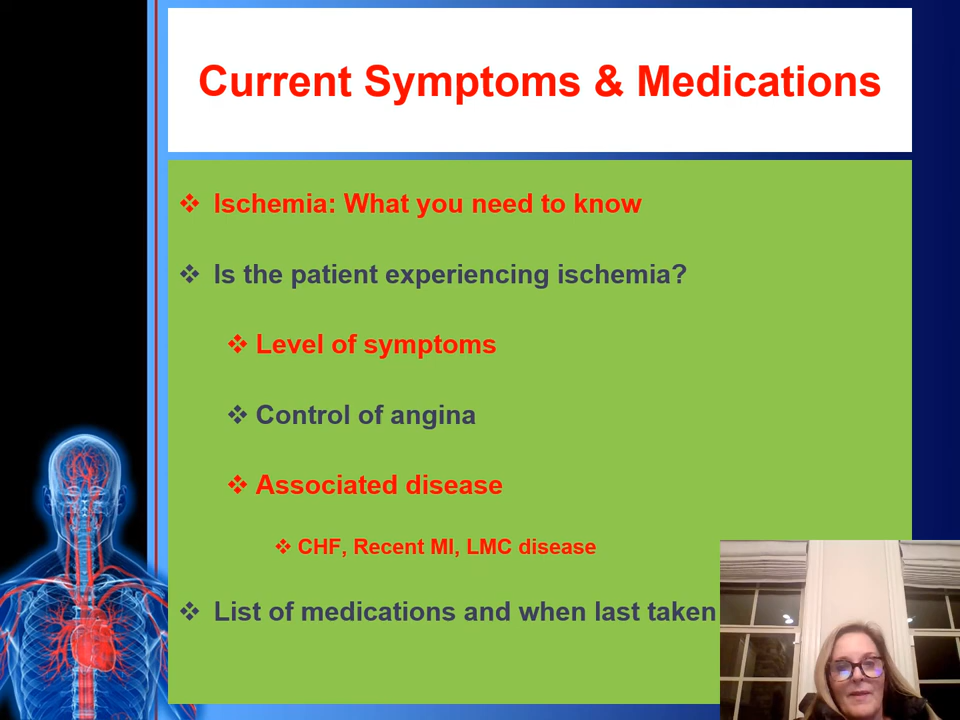 Current Symptoms & Medications
Ischemia: What you need to know
Is the patient experiencing ischemia?
Level of symptoms
Control of angina
Associated disease
CHF, Recent MI, LMC disease
List of medications and when last taken